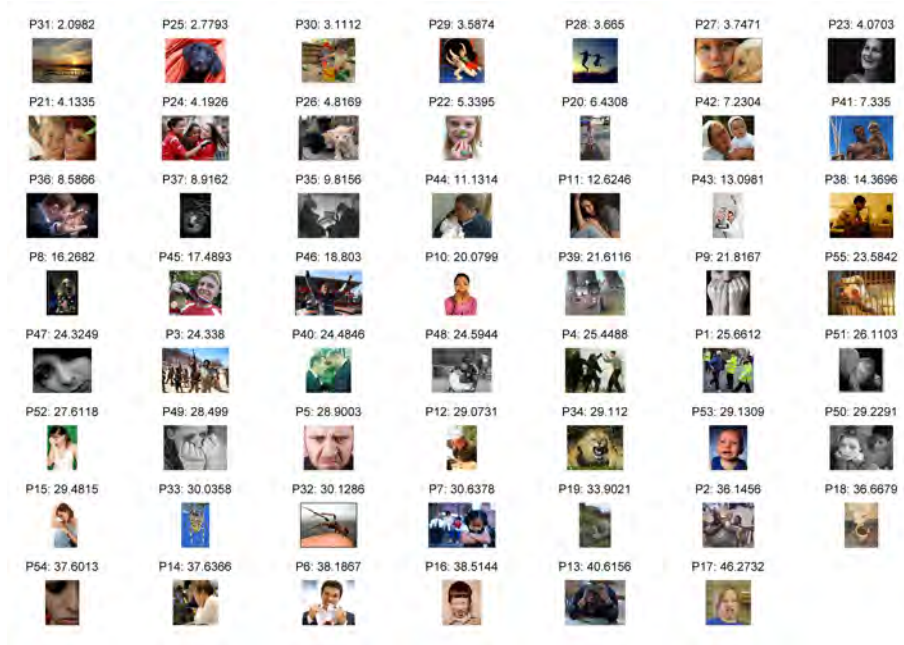 P31: 2.0982 P25: 2.7793 P30: 3.1112 P29: 3.5874 P28: 3.665 P27: 3.7471 P23: 4.0703
P21: 4.1335 P24: 4.1926 P26: 4.8169 P22: 5.3395 P20: 6.4308 P42: 7.2304 P41: 7.335
P36: 8.5866 P37: 8.9162 P35: 9.8156 P44: 11.1314 P11: 12.6246 P43: 13.0981 P38: 14.3696
P8: 16.2682 P45: 17.4893 P46: 18.803 P10: 20.0799 P39: 21.6116 P9: 21.8167 P55: 23.5842
P47: 24.3249 P3: 24.338 P40: 24.4846 P48: 24.5944 P4: 25.4488 P1: 25.6612 P51: 26.1103
P52: 27.6118 P49: 28.499 P5: 28.9003 P12: 29.0731 P34: 29.112 P53: 29.1309 P50: 29.2291
P15: 29.4815 P33: 30.0358 P32: 30.1286 P7: 30.6378 P19: 33.9021 P2: 36.1456 P18: 36.6679
P54: 37.6013 P14: 37.6366 P6: 38.1867 P16: 38.5144 P13: 40.6156 P17: 46.2732